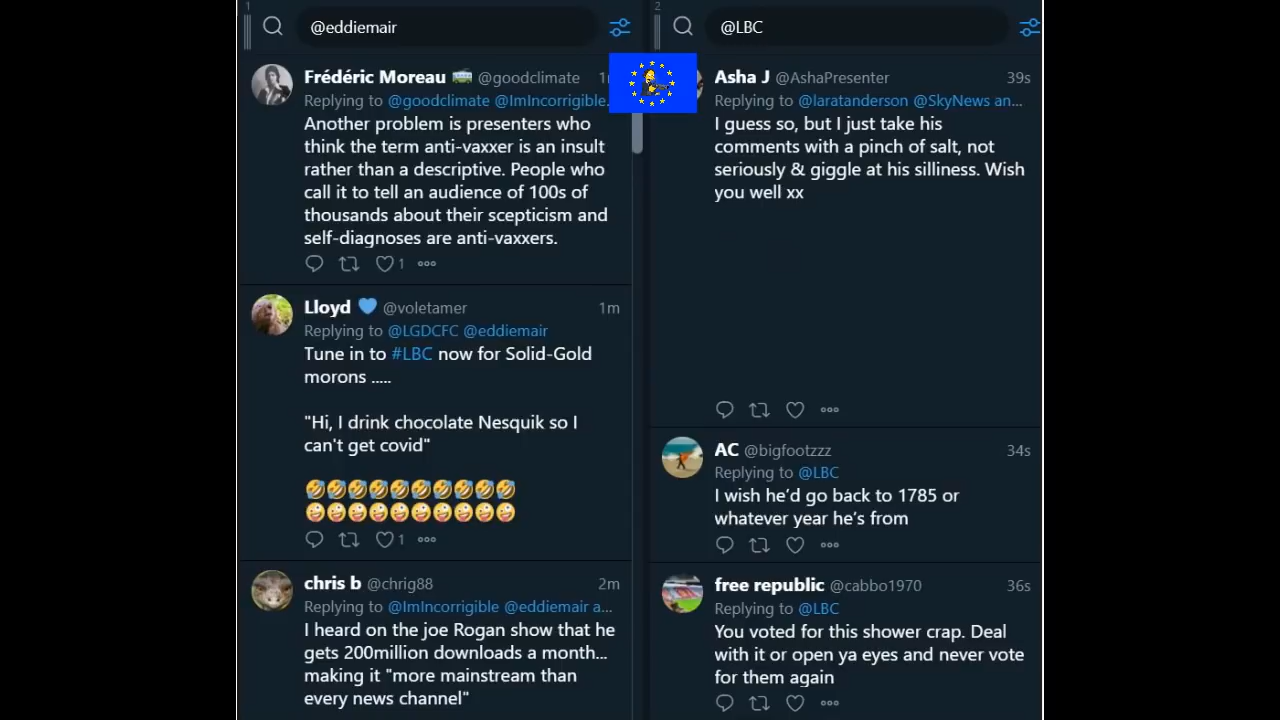 1
@eddiemair
Frédéric Moreau @goodclimate
Replying to @goodclimate @ImIncorrigible
Another problem is presenters who
think the term anti-vaxxer is an insult
rather than a descriptive. People who
call it to tell an audience of 100s of
thousands about their scepticism and
self-diagnoses are anti-vaxxers.
1
Lloyd 💙 @voletamer 1m
Replying to @LGDCFC @eddiemair
Tune in to #LBC now for Solid-Gold
morons .....
"Hi, I drink chocolate Nesquik so I
can't get covid"
🤣🤣🤣🤣🤣🤣🤣🤣🤣🤣
🤪🤪🤪🤪🤪🤪🤪🤪🤪🤪
1
chris b @chrig88 2m
Replying to @ImIncorrigible @eddiemair a...
I heard on the joe Rogan show that he
gets 200million downloads a month...
making it "more mainstream than
every news channel"
2
@LBC
Asha J @AshaPresenter 39s
Replying to @laratanderson @SkyNews an...
I guess so, but I just take his
comments with a pinch of salt, not
seriously & giggle at his silliness. Wish
you well xx
AC @bigfootzzz 34s
Replying to @LBC
I wish he’d go back to 1785 or
whatever year he’s from
free republic @cabbo1970 36s
Replying to @LBC
You voted for this shower crap. Deal
with it or open ya eyes and never vote
for them again